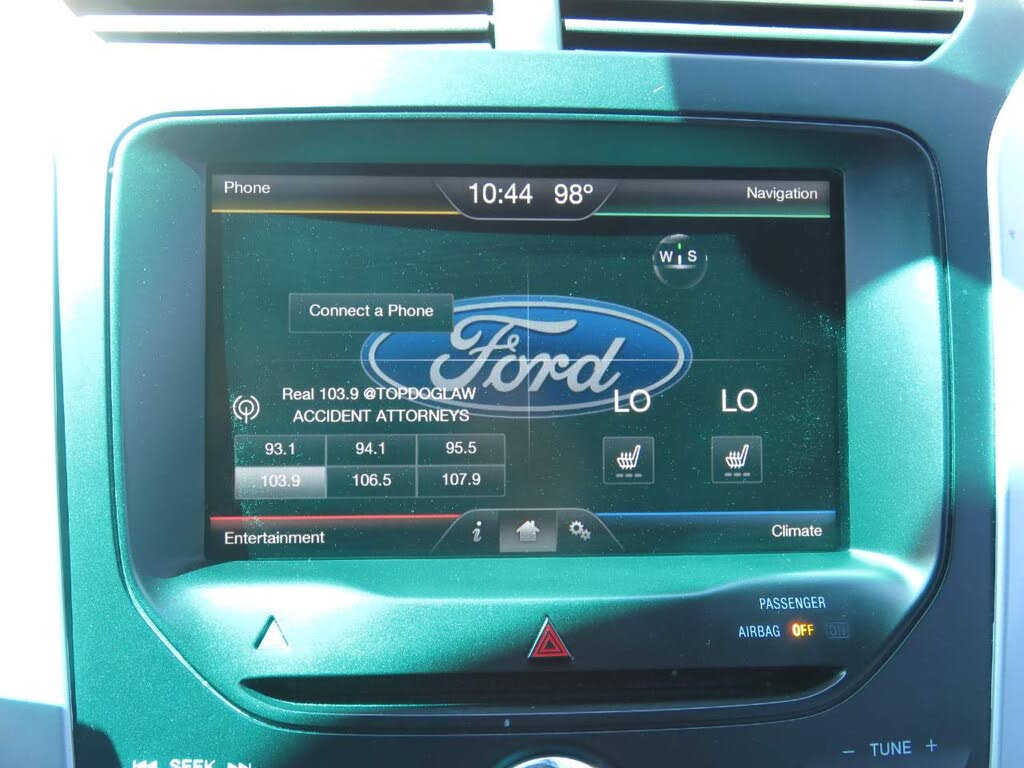 Phone
10:44 98°
Navigation
W S
Connect a Phone
Ford
Real 103.9 @TOPDOGLAW
ACCIDENT ATTORNEYS
LO LO
93.1 94.1 95.5
103.9 106.5 107.9
Entertainment
i
Climate
PASSENGER
AIRBAG OFF ON
SEEK
− TUNE +